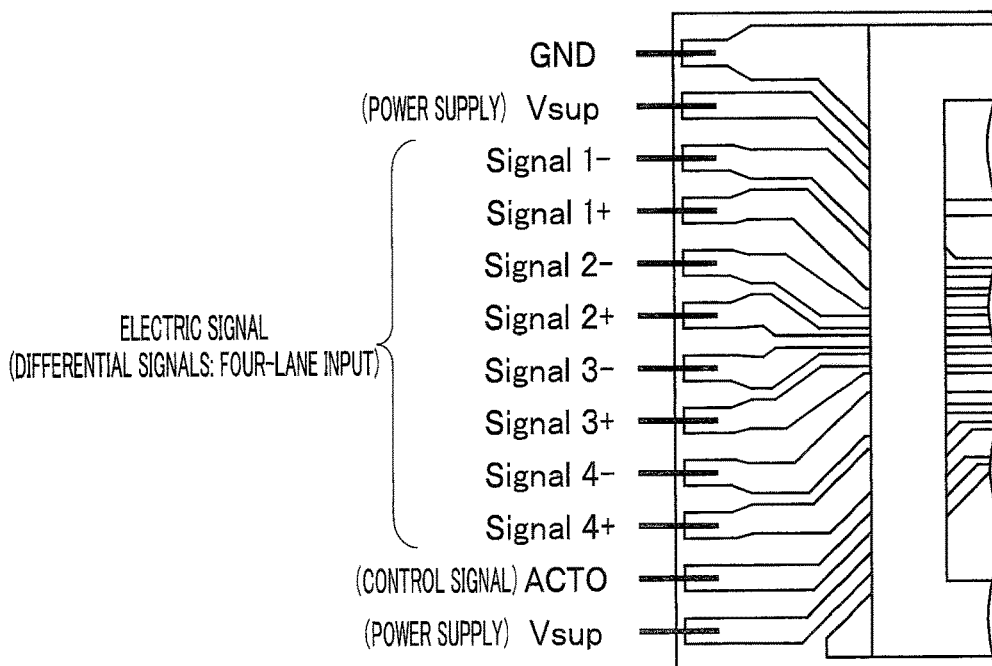 GND
(POWER SUPPLY) Vsup
Signal 1-
Signal 1+
Signal 2-
Signal 2+
ELECTRIC SIGNAL
(DIFFERENTIAL SIGNALS: FOUR-LANE INPUT)
Signal 3-
Signal 3+
Signal 4-
Signal 4+
(CONTROL SIGNAL) ACTO
(POWER SUPPLY) Vsup